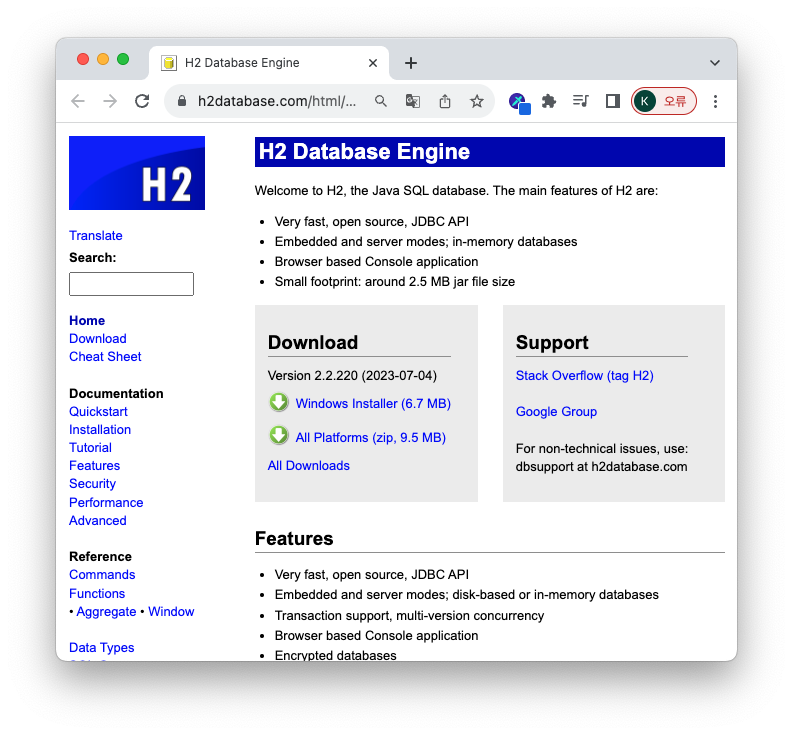 H2 Database Engine
h2database.com/html/...
K 오류
H2
Translate
Search:
Home
Download
Cheat Sheet
Documentation
Quickstart
Installation
Tutorial
Features
Security
Performance
Advanced
Reference
Commands
Functions
• Aggregate • Window
Data Types
H2 Database Engine
Welcome to H2, the Java SQL database. The main features of H2 are:
• Very fast, open source, JDBC API
• Embedded and server modes; in-memory databases
• Browser based Console application
• Small footprint: around 2.5 MB jar file size
Download
Version 2.2.220 (2023-07-04)
Windows Installer (6.7 MB)
All Platforms (zip, 9.5 MB)
All Downloads
Support
Stack Overflow (tag H2)
Google Group
For non-technical issues, use:
dbsupport at h2database.com
Features
• Very fast, open source, JDBC API
• Embedded and server modes; disk-based or in-memory databases
• Transaction support, multi-version concurrency
• Browser based Console application
• Encrypted databases